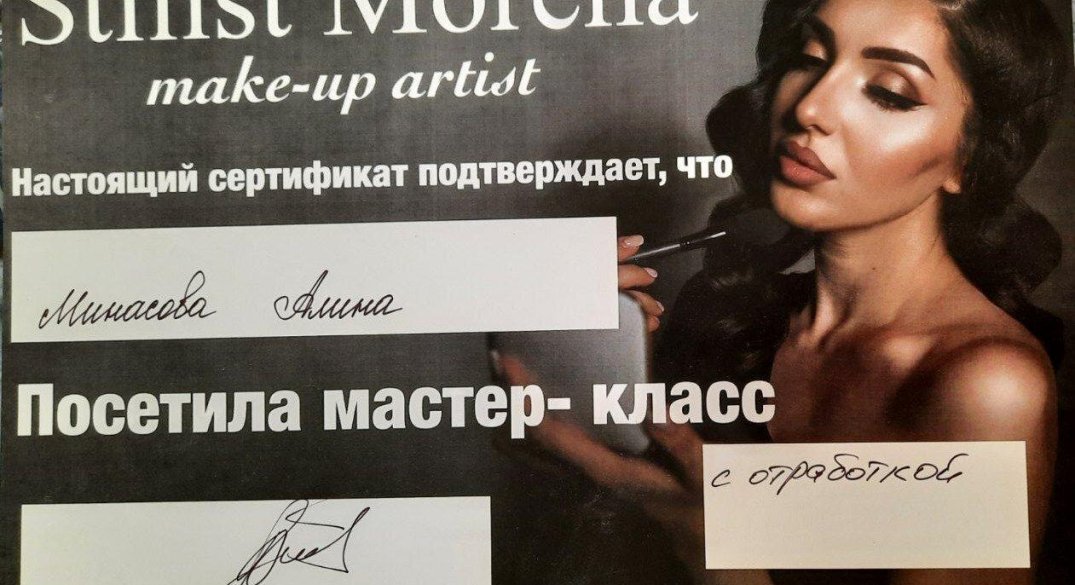 Stilist Morena
make-up artist
Настоящий сертификат подтверждает, что
Минасова Алина
Посетила мастер- класс
с отработкой